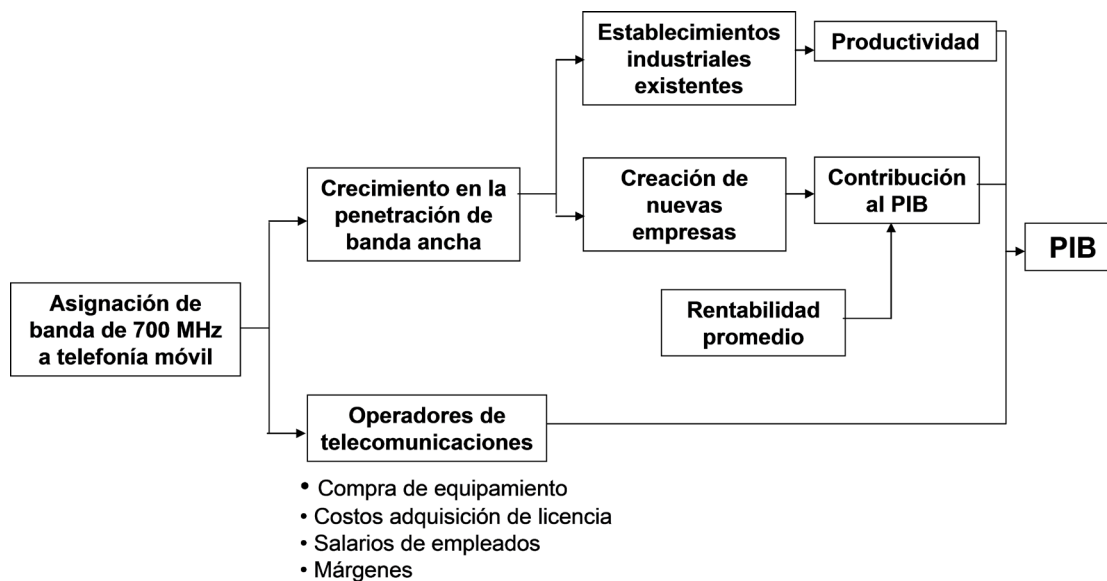 Establecimientos
industriales
existentes
Productividad
Crecimiento en la
penetración de
banda ancha
Creación de
nuevas
empresas
Contribución
al PIB
PIB
Asignación de
banda de 700 MHz
a telefonía móvil
Rentabilidad
promedio
Operadores de
telecomunicaciones
• Compra de equipamiento
• Costos adquisición de licencia
• Salarios de empleados
• Márgenes